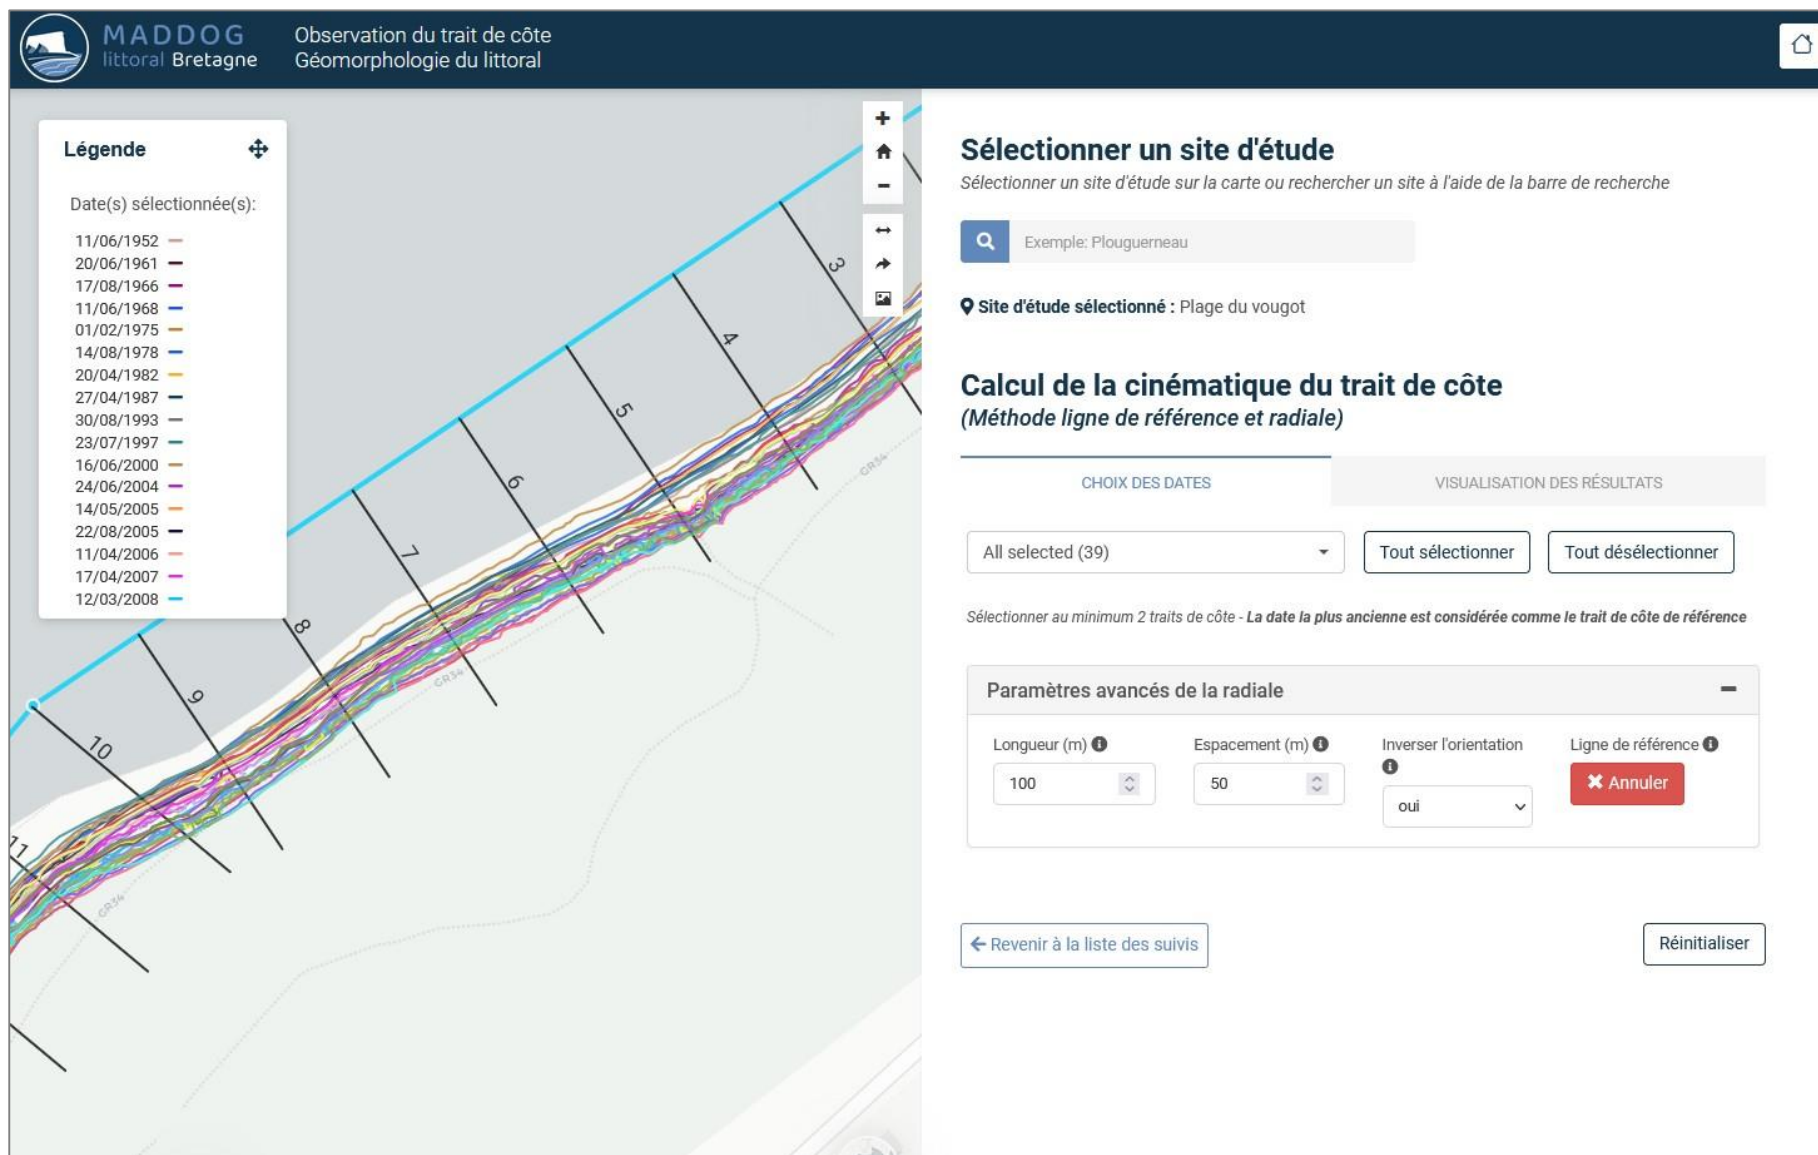 MADDOG
littoral Bretagne
Observation du trait de côte
Géomorphologie du littoral
Légende
Date(s) sélectionnée(s):
11/06/1952
20/06/1961
17/08/1966
11/06/1968
01/02/1975
14/08/1978
20/04/1982
27/04/1987
30/08/1993
23/07/1997
16/06/2000
24/06/2004
14/05/2005
22/08/2005
11/04/2006
17/04/2007
12/03/2008
3
4
5
6
7
8
9
10
11
GR34
GR34
GR34
Sélectionner un site d'étude
Sélectionner un site d'étude sur la carte ou rechercher un site à l'aide de la barre de recherche
Exemple: Plouguerneau
Site d'étude sélectionné : Plage du vougot
Calcul de la cinématique du trait de côte
(Méthode ligne de référence et radiale)
CHOIX DES DATES
VISUALISATION DES RÉSULTATS
All selected (39)
Tout sélectionner
Tout désélectionner
Sélectionner au minimum 2 traits de côte - La date la plus ancienne est considérée comme le trait de côte de référence
Paramètres avancés de la radiale
Longueur (m)
Espacement (m)
Inverser l'orientation
Ligne de référence
100
50
oui
Annuler
Revenir à la liste des suivis
Réinitialiser